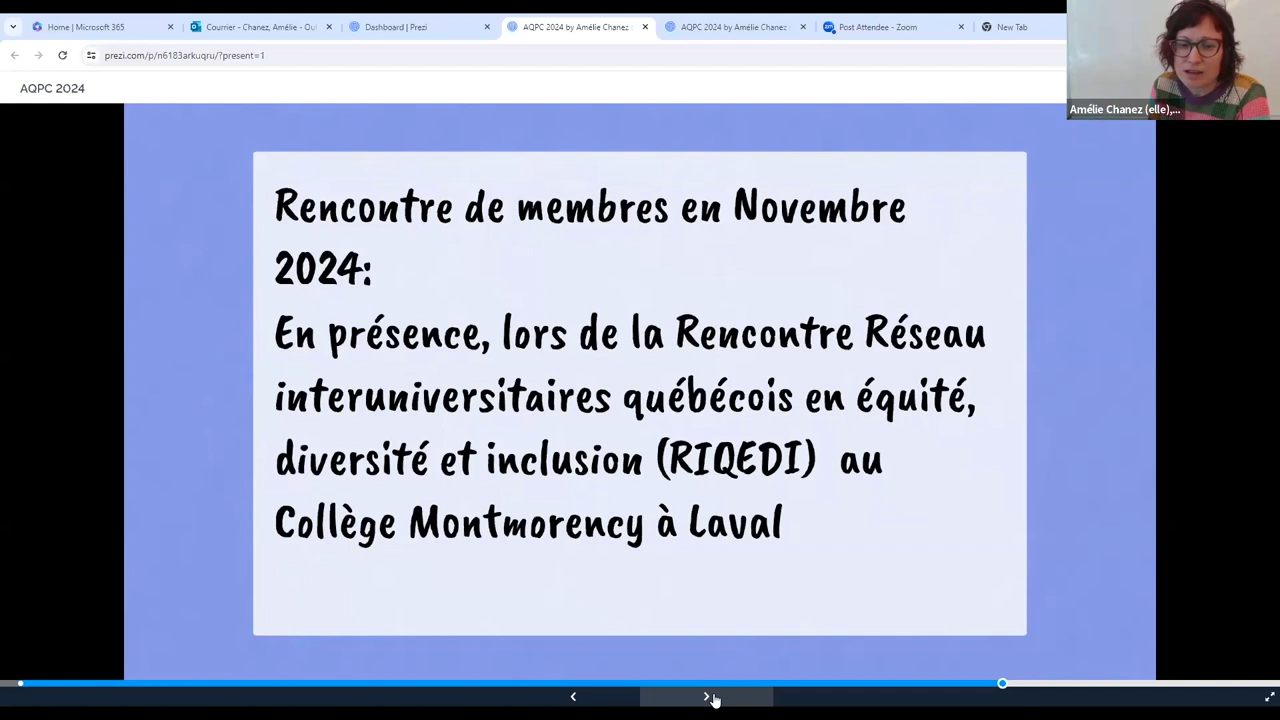 Home | Microsoft 365
Courrier - Chanez, Amélie - Out
Dashboard | Prezi
AQPC 2024 by Amélie Chanez
AQPC 2024 by Amélie Chanez
Post Attendee - Zoom
New Tab
prezi.com/p/n6183arkuqru/?present=1
AQPC 2024
Amélie Chanez (elle),...
Rencontre de membres en Novembre
2024:
En présence, lors de la Rencontre Réseau
interuniversitaires québécois en équité,
diversité et inclusion (RIQEDI) au
Collège Montmorency à Laval